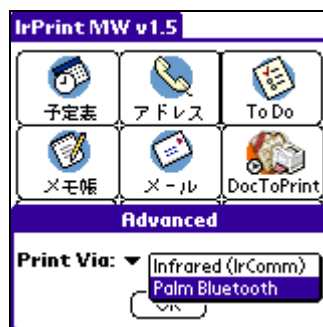 IrPrint MW v1.5
予定表 アドレス To Do
メモ帳 メール DocToPrint
Advanced
Print Via: Infrared (IrComm)
Palm Bluetooth
OK